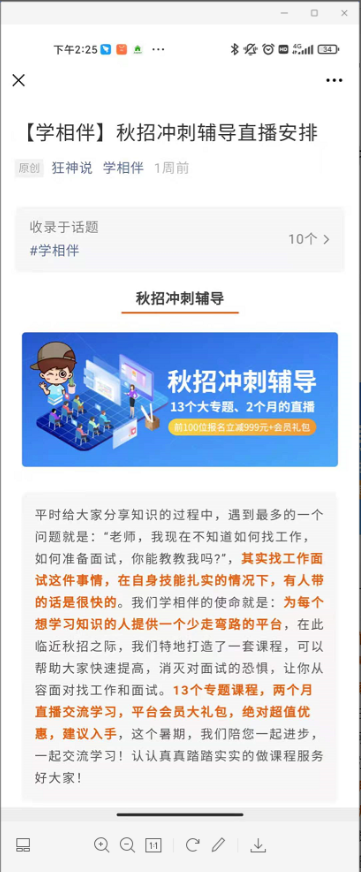 下午2:25
4G
HD
34
【学相伴】秋招冲刺辅导直播安排
原创 狂神说 学相伴 1周前
收录于话题
#学相伴
10个
秋招冲刺辅导
秋招冲刺辅导
13个大专题、2个月的直播
前100位报名立减999元+会员礼包
平时给大家分享知识的过程中，遇到最多的一个
问题就是：“老师，我现在不知道如何找工作，
如何准备面试，你能教教我吗?”，其实找工作面
试这件事情，在自身技能扎实的情况下，有人带
的话是很快的。我们学相伴的使命就是：为每个
想学习知识的人提供一个少走弯路的平台，在此
临近秋招之际，我们特地打造了一套课程，可以
帮助大家快速提高，消灭对面试的恐惧，让你从
容面对找工作和面试。13个专题课程，两个月
直播交流学习，平台会员大礼包，绝对超值优
惠，建议入手，这个暑期，我们陪您一起进步，
一起交流学习！认认真真踏踏实实的做课程服务
好大家！
1:1